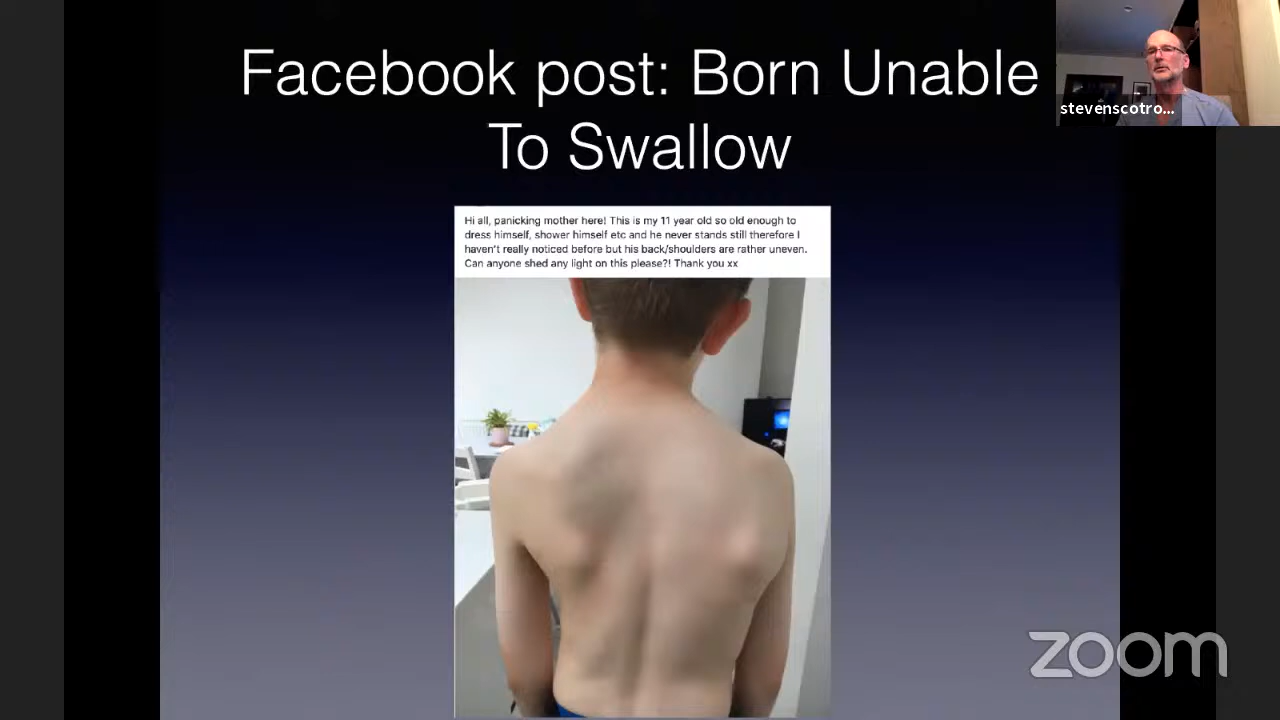 Facebook post: Born Unable
To Swallow
stevenscotro...
Hi all, panicking mother here! This is my 11 year old so old enough to
dress himself, shower himself etc and he never stands still therefore I
haven't really noticed before but his back/shoulders are rather uneven.
Can anyone shed any light on this please?! Thank you xx
zoom